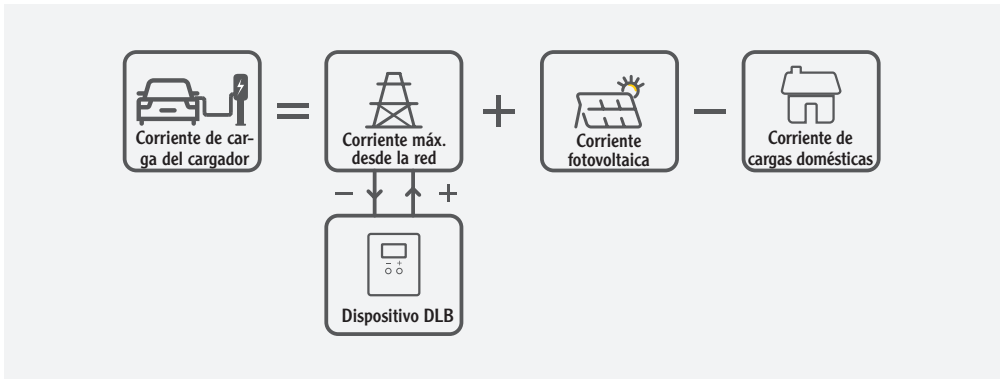 Corriente de car-
ga del cargador
=
Corriente máx.
desde la red
+
Corriente
fotovoltaica
−
Corriente de
cargas domésticas
− +
− +
Dispositivo DLB